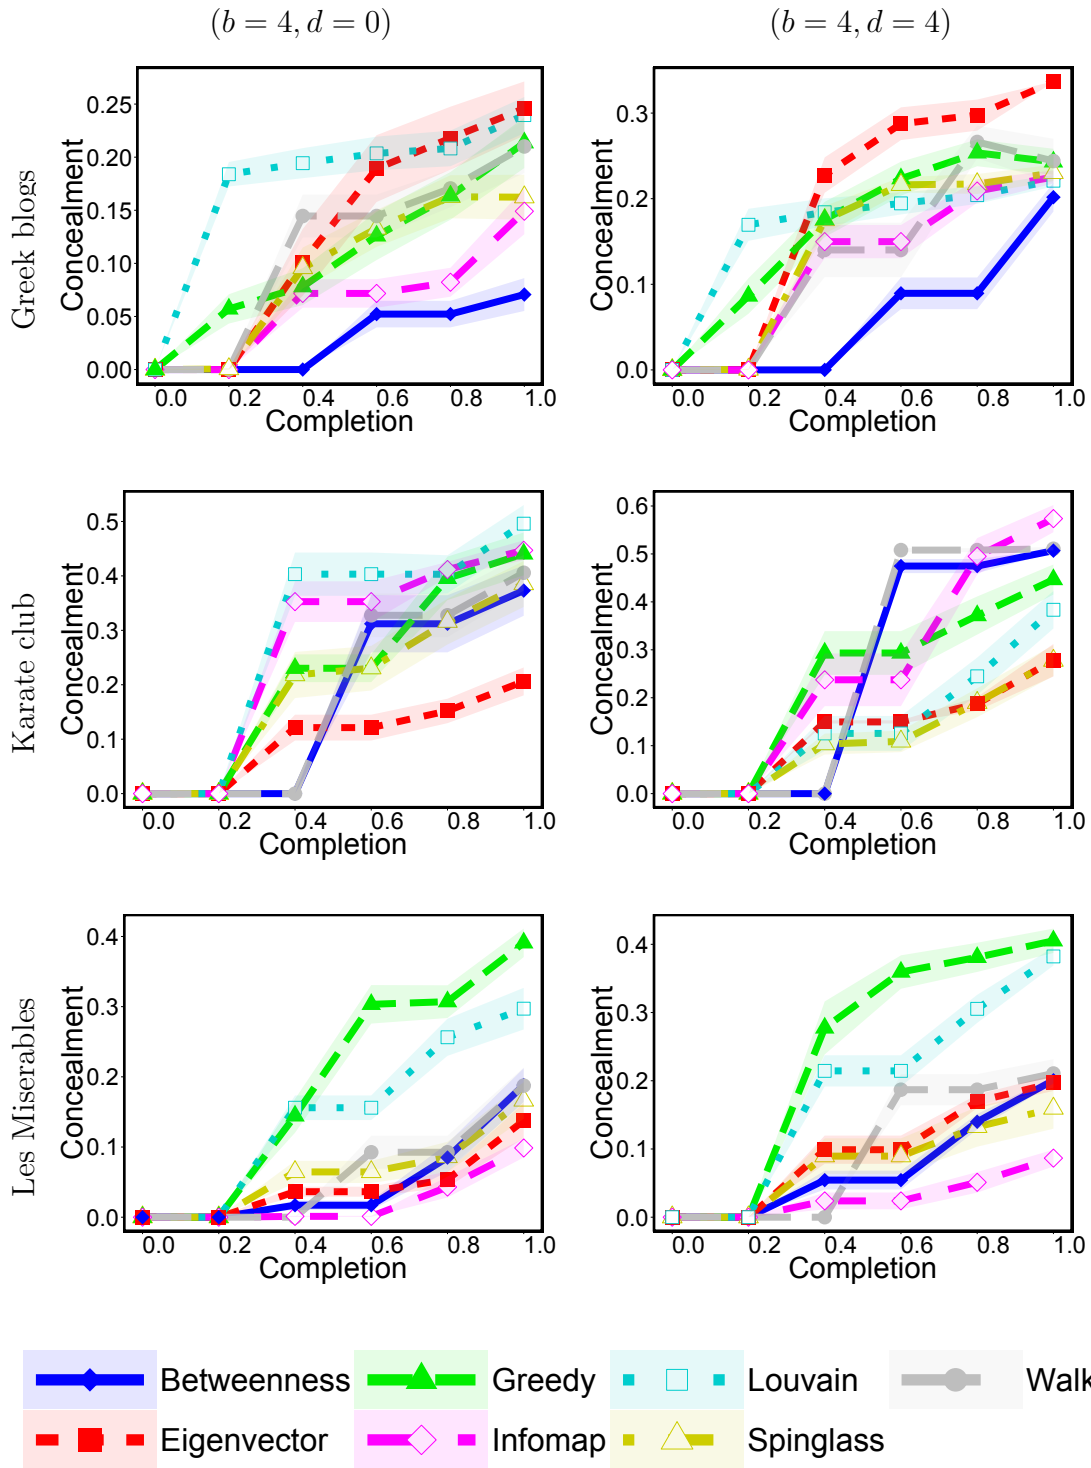 (b = 4, d = 0)
(b = 4, d = 4)
Greek blogs
Concealment
0.25
0.20
0.15
0.10
0.05
0.00
0.0 0.2 0.4 0.6 0.8 1.0
Completion
Concealment
0.3
0.2
0.1
0.0
0.0 0.2 0.4 0.6 0.8 1.0
Completion
Karate club
Concealment
0.5
0.4
0.3
0.2
0.1
0.0
0.0 0.2 0.4 0.6 0.8 1.0
Completion
Concealment
0.6
0.5
0.4
0.3
0.2
0.1
0.0
0.0 0.2 0.4 0.6 0.8 1.0
Completion
Les Miserables
Concealment
0.4
0.3
0.2
0.1
0.0
0.0 0.2 0.4 0.6 0.8 1.0
Completion
Concealment
0.4
0.3
0.2
0.1
0.0
0.0 0.2 0.4 0.6 0.8 1.0
Completion
Betweenness Greedy Louvain Walk
Eigenvector Infomap Spinglass